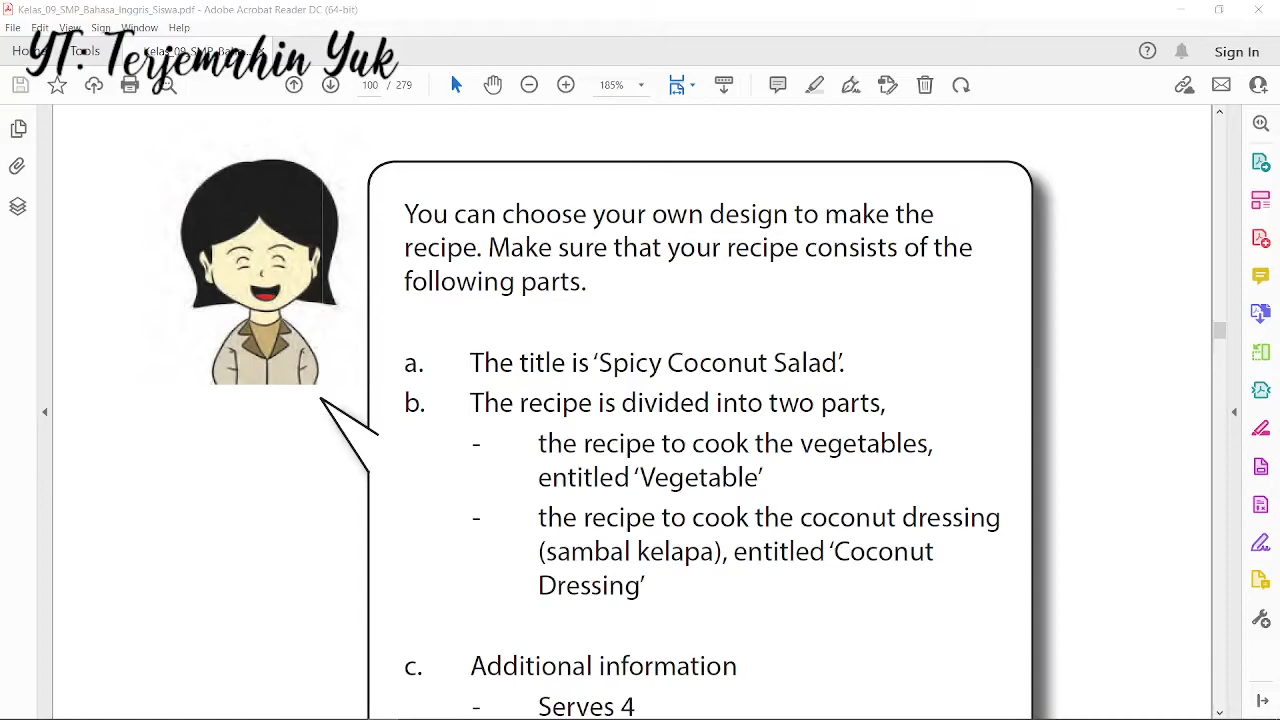 Kelas_09_SMP_Bahasa_Inggris_Siswa.pdf - Adobe Acrobat Reader DC (64-bit)
File Edit View Sign Window Help
YT: Terjemahin Yuk
Home Tools Kelas_09_SMP_Baha...
Sign In
100 / 279
185%
You can choose your own design to make the
recipe. Make sure that your recipe consists of the
following parts.
a. The title is ‘Spicy Coconut Salad’.
b. The recipe is divided into two parts,
- the recipe to cook the vegetables,
entitled ‘Vegetable’
- the recipe to cook the coconut dressing
(sambal kelapa), entitled ‘Coconut
Dressing’
c. Additional information
- Serves 4